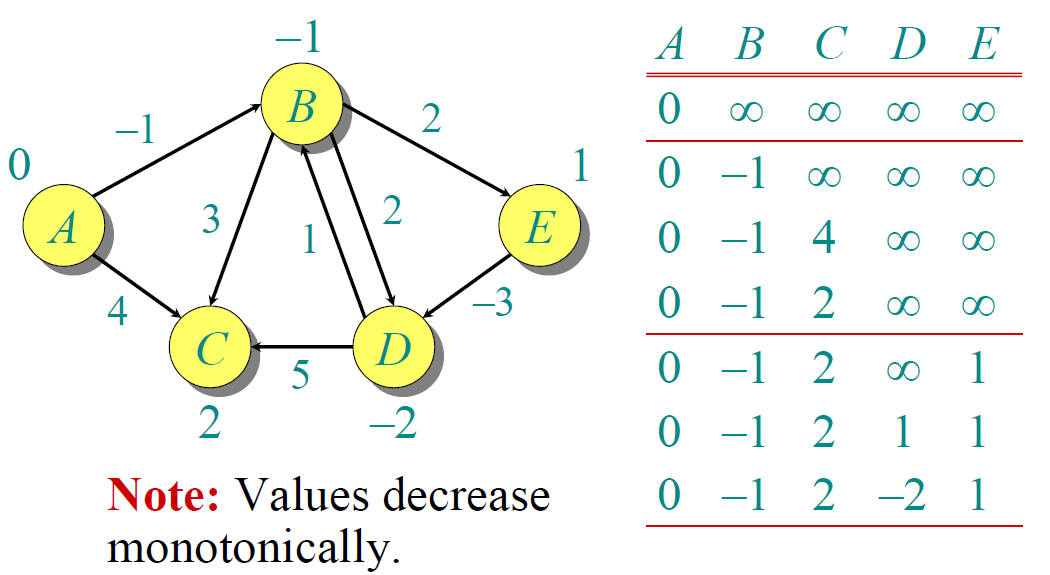 –1
–1
2
0
1
B
A
3
2
1
E
4
–3
C
D
5
2
–2
Note: Values decrease
monotonically.
A B C D E
0 ∞ ∞ ∞ ∞
0 –1 ∞ ∞ ∞
0 –1 4 ∞ ∞
0 –1 2 ∞ ∞
0 –1 2 ∞ 1
0 –1 2 1 1
0 –1 2 –2 1